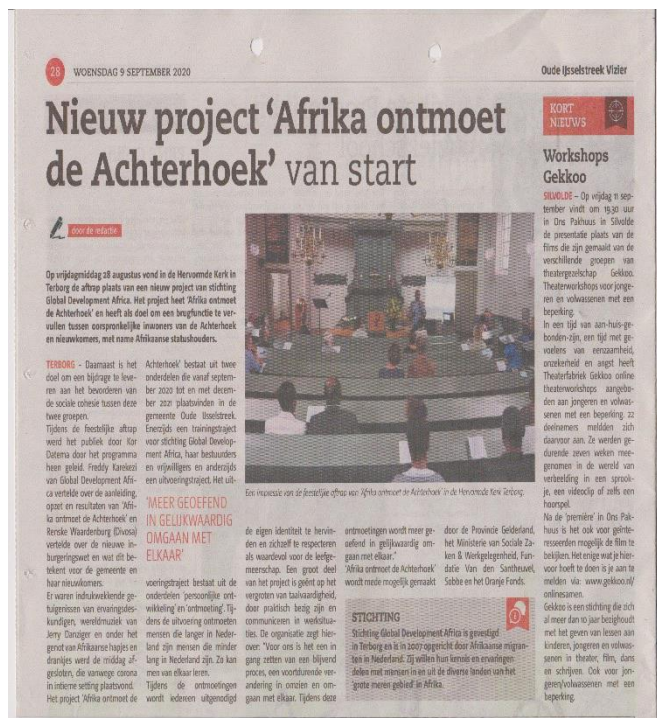 28
WOENSDAG 9 SEPTEMBER 2020
Oude IJsselstreek Vizier
Nieuw project ‘Afrika ontmoet
de Achterhoek’ van start
door de redactie
Op vrijdagmiddag 28 augustus vond in de Hervormde Kerk in
Terborg de aftrap plaats van een nieuw project van stichting
Global Development Africa. Het project heet ‘Afrika ontmoet
de Achterhoek’ en heeft als doel om een brugfunctie te ver-
vullen tussen oorspronkelijke inwoners van de Achterhoek
en nieuwkomers, met name Afrikaanse statushouders.
TERBORG – Daarnaast is het
doel om een bijdrage te leve-
ren aan het bevorderen van
de sociale cohesie tussen deze
twee groepen.
Tijdens de feestelijke aftrap
werd het publiek door Kor
Datema door het programma
heen geleid. Freddy Karekezi
van Global Development Afri-
ca vertelde over de aanleiding,
opzet en resultaten van ‘Afri-
ka ontmoet de Achterhoek’ en
Renske Waardenburg (Divosa)
vertelde over de nieuwe in-
burgeringswet en wat dit be-
tekent voor de gemeente en
haar nieuwkomers.
Er waren indrukwekkende ge-
tuigenissen van ervaringsdes-
kundigen, wereldmuziek van
Jerry Danziger en onder het
genot van Afrikaanse hapjes en
drankjes werd de middag af-
gesloten, die vanwege corona
in intieme setting plaatsvond.
Het project ‘Afrika ontmoet de
Achterhoek’ bestaat uit twee
onderdelen die vanaf septem-
ber 2020 tot en met decem-
ber 2021 plaatsvinden in de
gemeente Oude IJsselstreek.
Enerzijds een trainingstraject
voor stichting Global Develop-
ment Africa, haar bestuurders
en vrijwilligers en anderzijds
een uitvoeringstraject. Het uit-
‘MEER GEOEFEND
IN GELIJKWAARDIG
OMGAAN MET
ELKAAR’
voeringstraject bestaat uit de
onderdelen ‘persoonlijke ont-
wikkeling’ en ‘ontmoeting’. Tij-
dens de uitvoering ontmoeten
mensen die langer in Neder-
land zijn mensen die minder
lang in Nederland zijn. Zo kan
men van elkaar leren.
Tijdens de ontmoetingen
wordt iedereen uitgenodigd
Een impressie van de feestelijke aftrap van ‘Afrika ontmoet de Achterhoek’ in de Hervormde Kerk Terborg.
de eigen identiteit te hervin-
den en zichzelf te respecteren
als waardevol voor de leefge-
meenschap. Een groot deel
van het project is geënt op het
vergroten van taalvaardigheid,
door praktisch bezig zijn en
communiceren in werksitua-
ties. De organisatie zegt hier-
over: “Voor ons is het een in
gang zetten van een blijvend
proces, een voortdurende ver-
andering in omzien en om-
gaan met elkaar. Tijdens deze
ontmoetingen wordt meer ge-
oefend in gelijkwaardig om-
gaan met elkaar.”
‘Afrika ontmoet de Achterhoek’
wordt mede mogelijk gemaakt
door de Provincie Gelderland,
het Ministerie van Sociale Za-
ken & Werkgelegenheid, Fun-
datie Van den Santheuvel,
Sobbe en het Oranje Fonds.
STICHTING
Stichting Global Development Africa is gevestigd
in Terborg en is in 2007 opgericht door Afrikaanse migran-
ten in Nederland. Zij willen hun kennis en ervaringen
delen met mensen in en uit de diverse landen van het
‘grote meren gebied’ in Afrika.
KORT
NIEUWS
Workshops
Gekkoo
SILVOLDE – Op vrijdag 11 sep-
tember vindt om 19.30 uur
in Ons Pakhuus in Silvolde
de presentatie plaats van de
films die zijn gemaakt van de
verschillende groepen van
theatergezelschap Gekkoo.
Theaterworkshops voor jonge-
ren en volwassenen met een
beperking.
In een tijd van aan-huis-ge-
bonden-zijn, een tijd met ge-
voelens van eenzaamheid,
onzekerheid en angst heeft
Theaterfabriek Gekkoo online
theaterworkshops aangebo-
den aan jongeren en volwas-
senen met een beperking. 22
deelnemers meldden zich
daarvoor aan. Ze werden ge-
durende zeven weken mee-
genomen in de wereld van
verbeelding in een sprook-
je, een videoclip of zelfs een
hoorspel.
Na de ‘première’ in Ons Pak-
huus is het ook voor geïnte-
resseerden mogelijk de film te
bekijken. Het enige wat je hier-
voor hoeft te doen is je aan te
melden via: www.gekkoo.nl/
onlinesamen.
Gekkoo is een stichting die zich
al meer dan 10 jaar bezighoudt
met het geven van lessen aan
kinderen, jongeren en volwas-
senen in theater, film, dans
en schrijven. Ook voor jon-
geren/volwassenen met een
beperking.